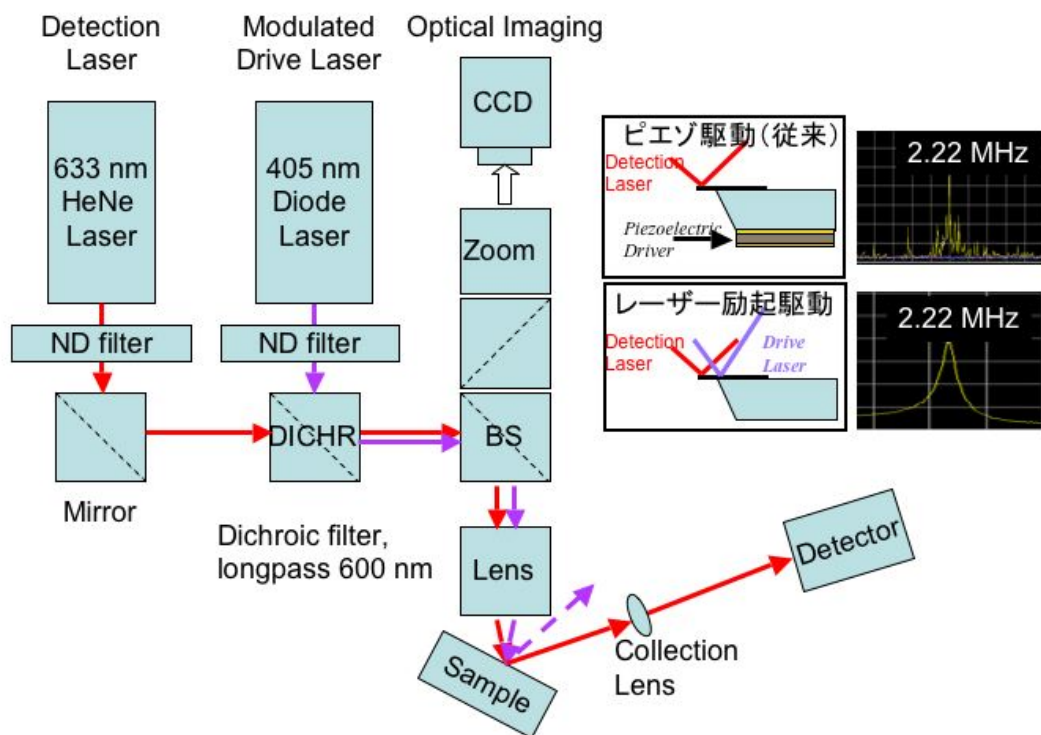 Detection
Laser
Modulated
Drive Laser
Optical Imaging
CCD
633 nm
HeNe
Laser
405 nm
Diode
Laser
Zoom
ND filter
ND filter
DICHR
BS
Mirror
Dichroic filter,
longpass 600 nm
Lens
Sample
Collection
Lens
Detector
ピエゾ駆動(従来)
Detection
Laser
Piezoelectric
Driver
2.22 MHz
レーザー励起駆動
Detection
Laser
Drive
Laser
2.22 MHz